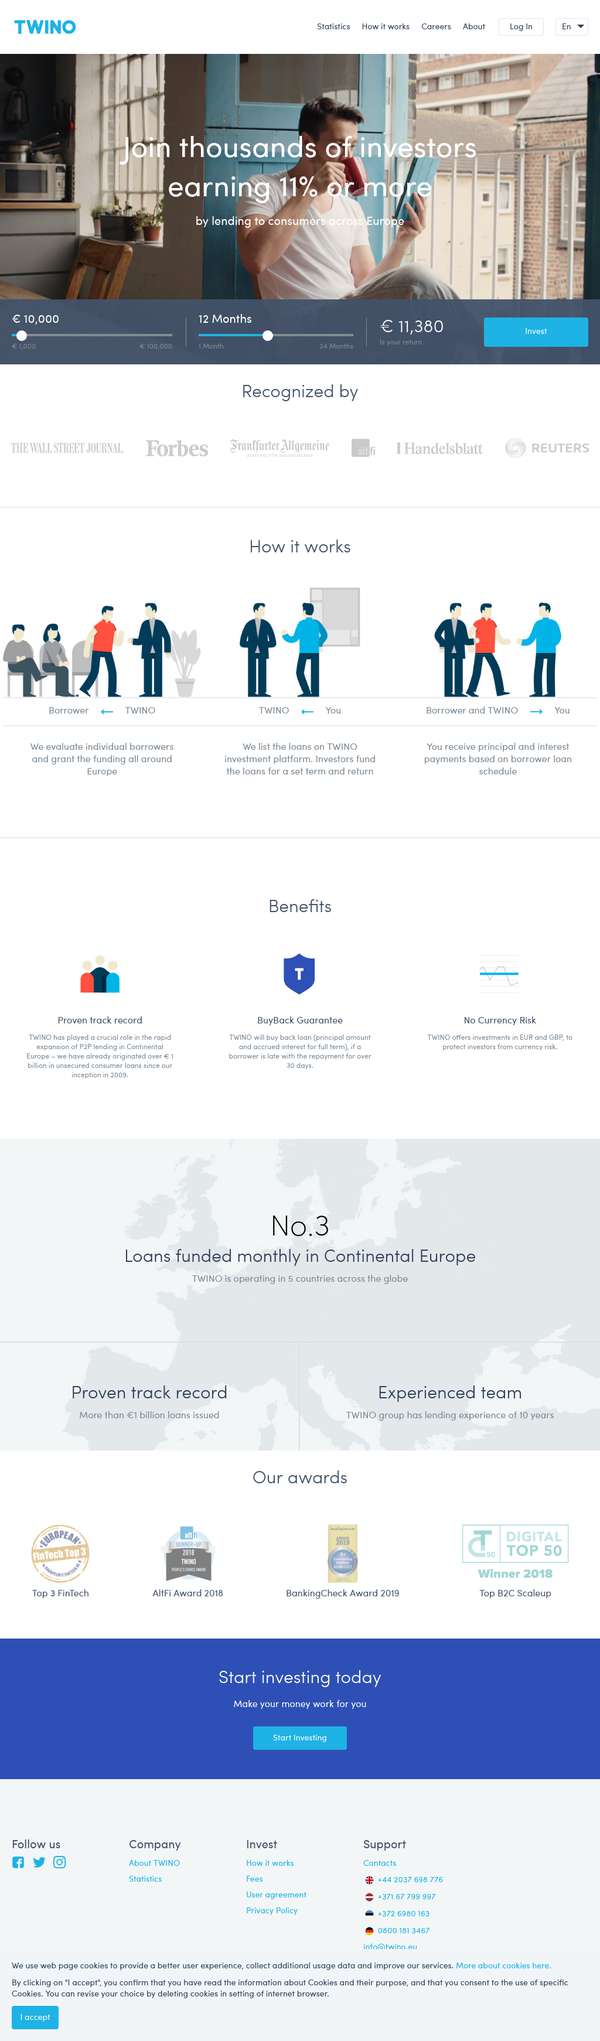 TWINO
Statistics How it works Careers About Log In En
Join thousands of investors
earning 11% or more
by lending to consumers across Europe
€ 10,000
€ 1,000 € 100,000
12 Months
1 Month 24 Months
€ 11,380
Is your return
Invest
Recognized by
THE WALL STREET JOURNAL.
Forbes
Frankfurter Allgemeine
altfi
Handelsblatt
REUTERS
How it works
Borrower TWINO
TWINO You
Borrower and TWINO You
We evaluate individual borrowers
and grant the funding all around
Europe
We list the loans on TWINO
investment platform. Investors fund
the loans for a set term and return
You receive principal and interest
payments based on borrower loan
schedule
Benefits
T
Proven track record
TWINO has played a crucial role in the rapid
expansion of P2P lending in Continental
Europe – we have already originated over € 1
billion in unsecured consumer loans since our
inception in 2009.
BuyBack Guarantee
TWINO will buy back loan (principal amount
and accrued interest for full term), if a
borrower is late with the repayment for over
30 days.
No Currency Risk
TWINO offers investments in EUR and GBP, to
protect investors from currency risk.
No.3
Loans funded monthly in Continental Europe
TWINO is operating in 5 countries across the globe
Proven track record
More than €1 billion loans issued
Experienced team
TWINO group has lending experience of 10 years
Our awards
EUROPEAN
FinTech Top 3
Top 3 FinTech
altfi
RUNNER-UP
2018
TWINO
PEOPLE'S CHOICE AWARD
AltFi Award 2018
AWARD
2019
BankingCheck Award 2019
50
DIGITAL
TOP 50
Winner 2018
Top B2C Scaleup
Start investing today
Make your money work for you
Start Investing
Follow us
Company
About TWINO
Statistics
Invest
How it works
Fees
User agreement
Privacy Policy
Support
Contacts
+44 2037 698 776
+371 67 799 997
+372 6980 163
0800 181 3467
info@twino.eu
We use web page cookies to provide a better user experience, collect additional usage data and improve our services. More about cookies here.
By clicking on "I accept", you confirm that you have read the information about Cookies and their purpose, and that you consent to the use of specific
Cookies. You can revise your choice by deleting cookies in setting of internet browser.
I accept